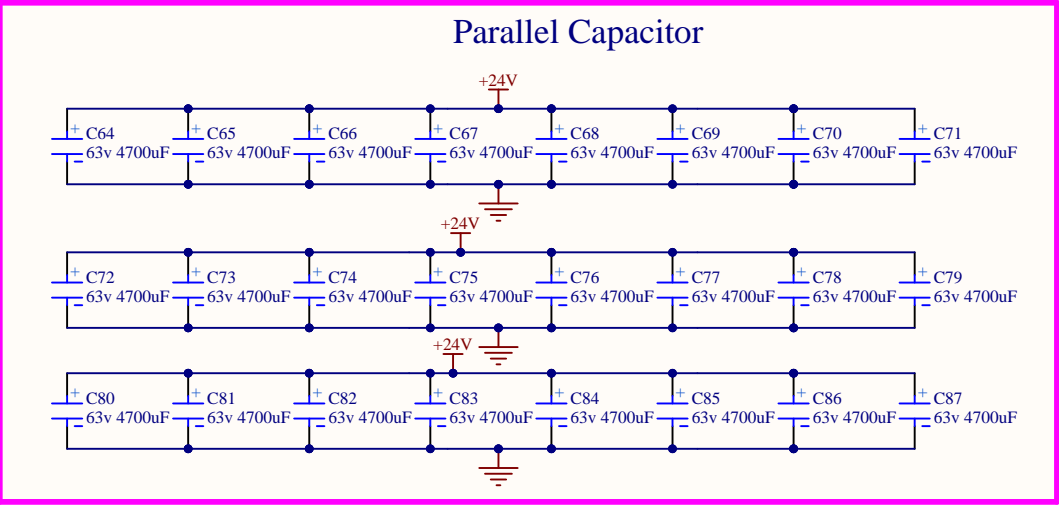 Parallel Capacitor
+24V
C64 C65 C66 C67 C68 C69 C70 C71
63v 4700uF 63v 4700uF 63v 4700uF 63v 4700uF 63v 4700uF 63v 4700uF 63v 4700uF 63v 4700uF
+24V
C72 C73 C74 C75 C76 C77 C78 C79
63v 4700uF 63v 4700uF 63v 4700uF 63v 4700uF 63v 4700uF 63v 4700uF 63v 4700uF 63v 4700uF
+24V
C80 C81 C82 C83 C84 C85 C86 C87
63v 4700uF 63v 4700uF 63v 4700uF 63v 4700uF 63v 4700uF 63v 4700uF 63v 4700uF 63v 4700uF